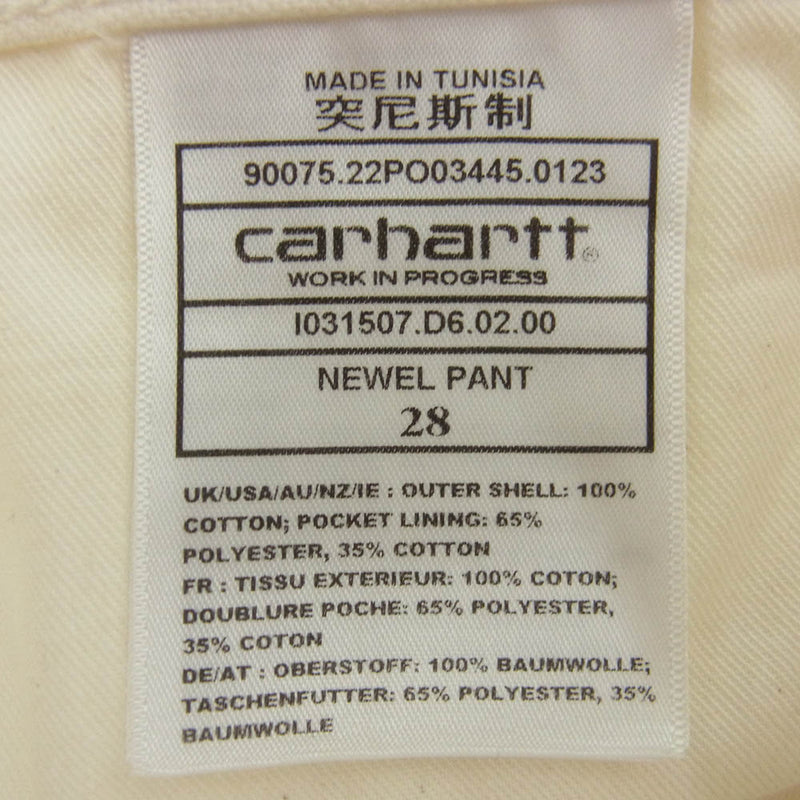 MADE IN TUNISIA
突尼斯制
90075.22PO03445.0123
carhartt®
WORK IN PROGRESS
I031507.D6.02.00
NEWEL PANT
28
UK/USA/AU/NZ/IE : OUTER SHELL: 100%
COTTON; POCKET LINING: 65%
POLYESTER, 35% COTTON
FR : TISSU EXTERIEUR: 100% COTON;
DOUBLURE POCHE: 65% POLYESTER,
35% COTON
DE/AT : OBERSTOFF: 100% BAUMWOLLE;
TASCHENFUTTER: 65% POLYESTER, 35%
BAUMWOLLE